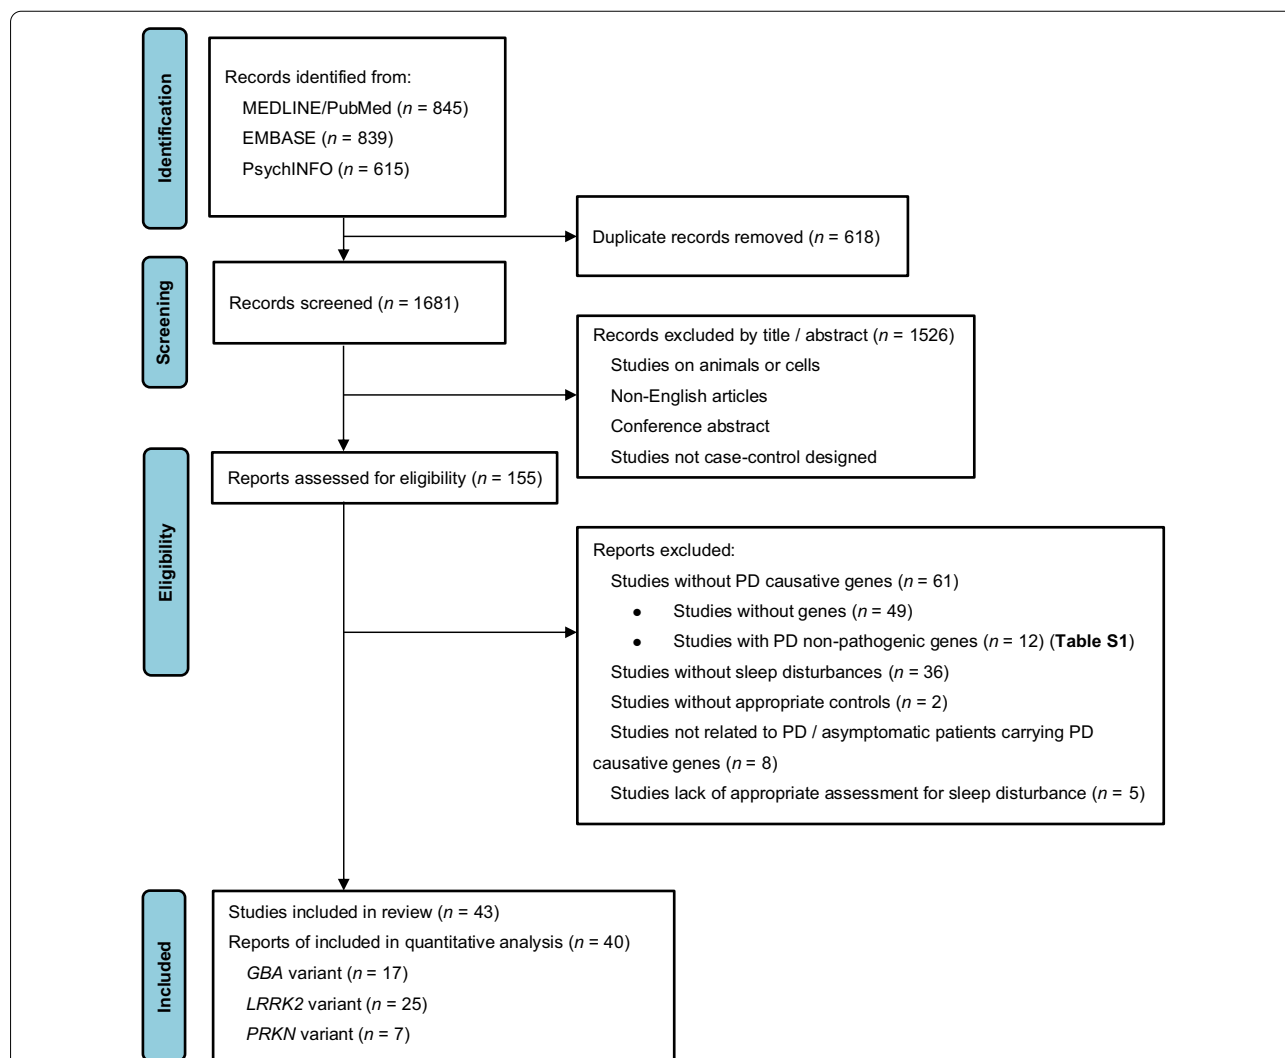 Identification
Records identified from:
MEDLINE/PubMed (n = 845)
EMBASE (n = 839)
PsychINFO (n = 615)
Duplicate records removed (n = 618)
Screening
Records screened (n = 1681)
Records excluded by title / abstract (n = 1526)
Studies on animals or cells
Non-English articles
Conference abstract
Studies not case-control designed
Eligibility
Reports assessed for eligibility (n = 155)
Reports excluded:
Studies without PD causative genes (n = 61)
● Studies without genes (n = 49)
● Studies with PD non-pathogenic genes (n = 12) (Table S1)
Studies without sleep disturbances (n = 36)
Studies without appropriate controls (n = 2)
Studies not related to PD / asymptomatic patients carrying PD
causative genes (n = 8)
Studies lack of appropriate assessment for sleep disturbance (n = 5)
Included
Studies included in review (n = 43)
Reports of included in quantitative analysis (n = 40)
GBA variant (n = 17)
LRRK2 variant (n = 25)
PRKN variant (n = 7)